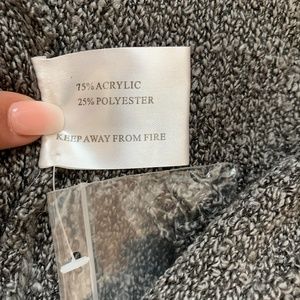 75% ACRYLIC
25% POLYESTER
KEEP AWAY FROM FIRE